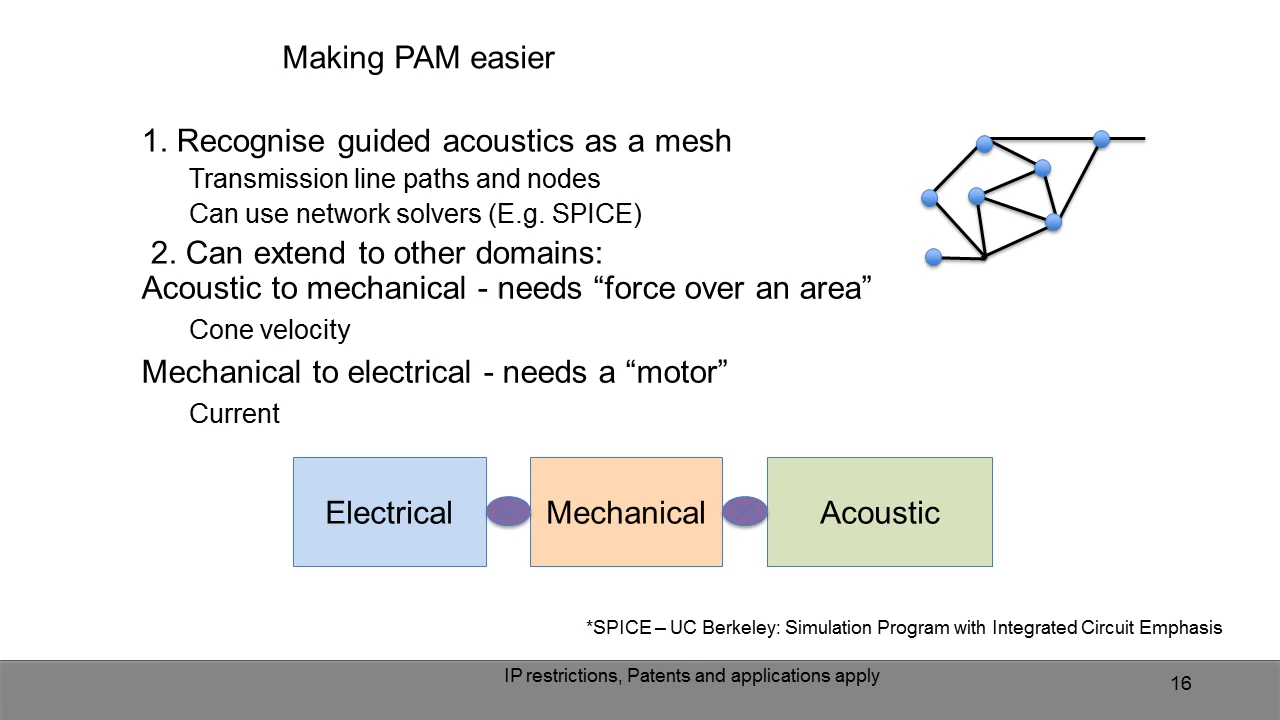 Making PAM easier
1. Recognise guided acoustics as a mesh
Transmission line paths and nodes
Can use network solvers (E.g. SPICE)
2. Can extend to other domains:
Acoustic to mechanical - needs “force over an area”
Cone velocity
Mechanical to electrical - needs a “motor”
Current
Electrical
Mechanical
Acoustic
*SPICE – UC Berkeley: Simulation Program with Integrated Circuit Emphasis
IP restrictions, Patents and applications apply
16